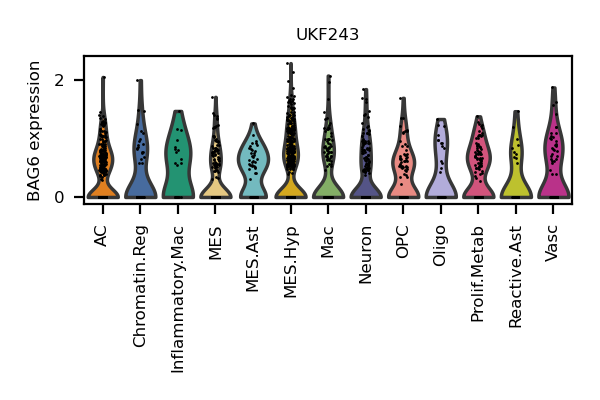 UKF243
BAG6 expression
2
0
AC
Chromatin.Reg
Inflammatory.Mac
MES
MES.Ast
MES.Hyp
Mac
Neuron
OPC
Oligo
Prolif.Metab
Reactive.Ast
Vasc